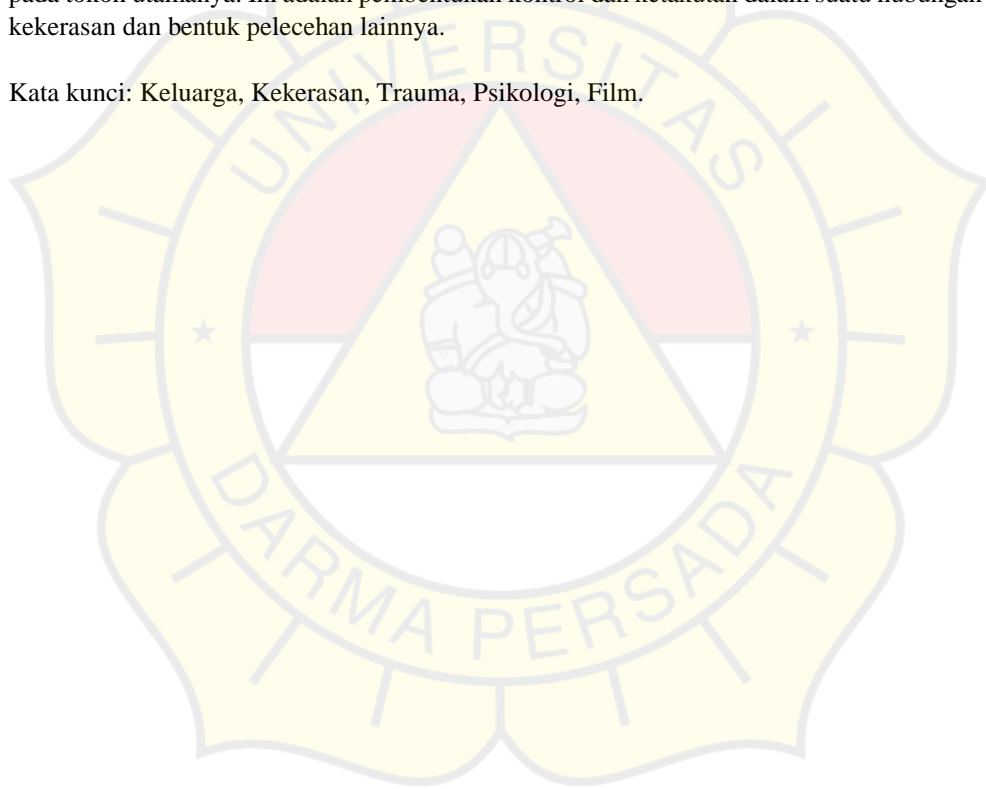 pada tokoh utamanya. Ini adalah pembentukan kontrol dan ketakutan dalam suatu hubungan
kekerasan dan bentuk pelecehan lainnya.
Kata kunci: Keluarga, Kekerasan, Trauma, Psikologi, Film.
UNIVERSITAS
DARMA PERSADA